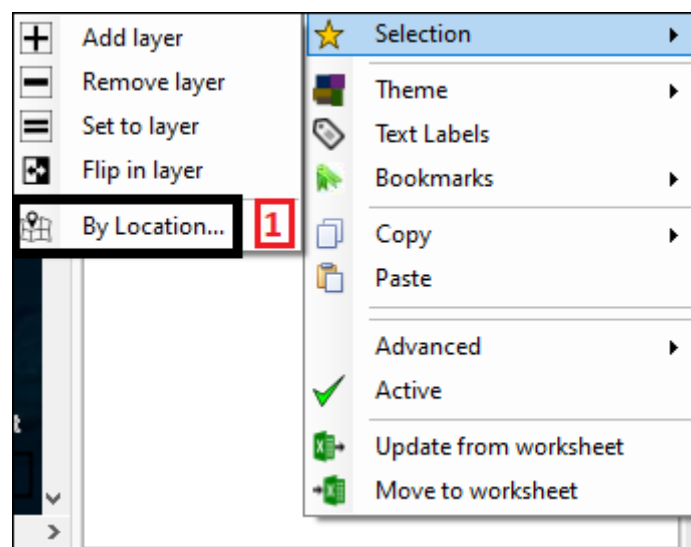 Add layer
Remove layer
Set to layer
Flip in layer
By Location... 1
Selection
Theme
Text Labels
Bookmarks
Copy
Paste
Advanced
Active
Update from worksheet
Move to worksheet